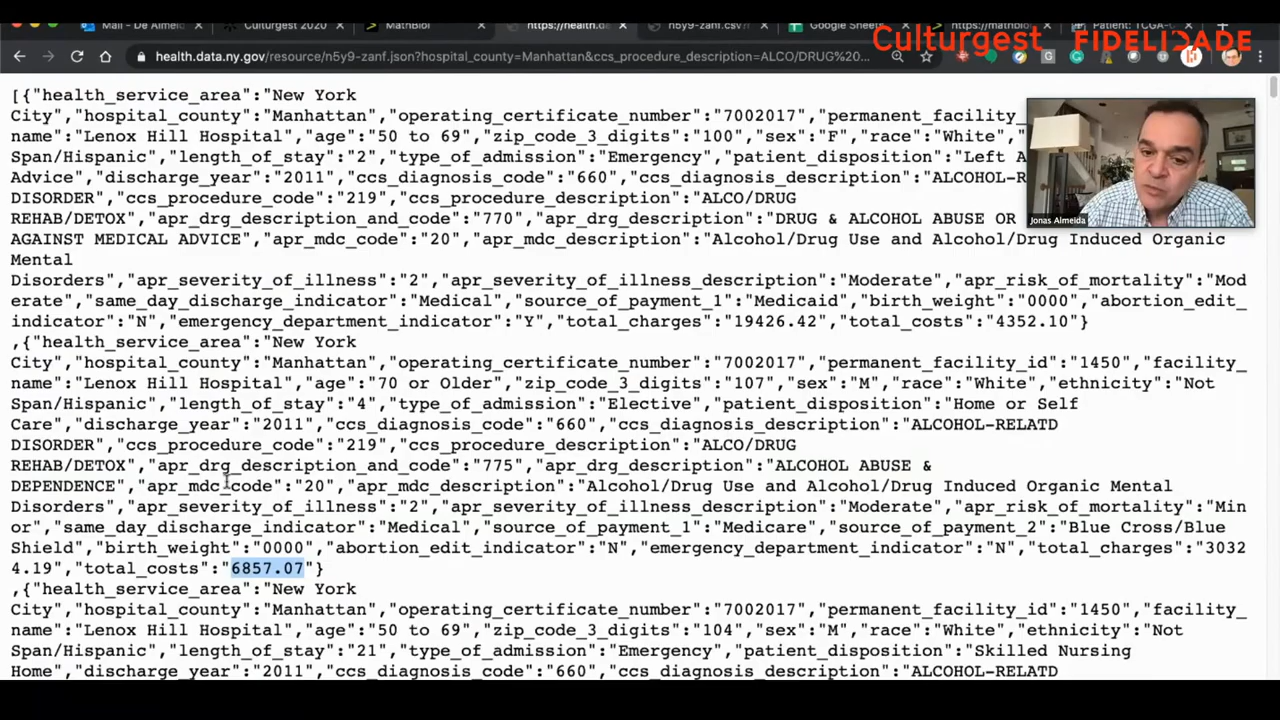 Mail - De Almeid
Culturgest 2020
MathBiol
https://health.da
n5y9-zanf.csv
Google Sheets
https://mathbio
Patient: TCGA-C
health.data.ny.gov/resource/n5y9-zanf.json?hospital_county=Manhattan&ccs_procedure_description=ALCO/DRUG%20...
Culturgest FIDELIDADE
[{"health_service_area":"New York
City","hospital_county":"Manhattan","operating_certificate_number":"7002017","permanent_facility_
name":"Lenox Hill Hospital","age":"50 to 69","zip_code_3_digits":"100","sex":"F","race":"White","
Span/Hispanic","length_of_stay":"2","type_of_admission":"Emergency","patient_disposition":"Left A
Advice","discharge_year":"2011","ccs_diagnosis_code":"660","ccs_diagnosis_description":"ALCOHOL-R
DISORDER","ccs_procedure_code":"219","ccs_procedure_description":"ALCO/DRUG
REHAB/DETOX","apr_drg_description_and_code":"770","apr_drg_description":"DRUG & ALCOHOL ABUSE OR
Jonas Almeida
AGAINST MEDICAL ADVICE","apr_mdc_code":"20","apr_mdc_description":"Alcohol/Drug Use and Alcohol/Drug Induced Organic
Mental
Disorders","apr_severity_of_illness":"2","apr_severity_of_illness_description":"Moderate","apr_risk_of_mortality":"Mod
erate","same_day_discharge_indicator":"Medical","source_of_payment_1":"Medicaid","birth_weight":"0000","abortion_edit_
indicator":"N","emergency_department_indicator":"Y","total_charges":"19426.42","total_costs":"4352.10"}
,{"health_service_area":"New York
City","hospital_county":"Manhattan","operating_certificate_number":"7002017","permanent_facility_id":"1450","facility_
name":"Lenox Hill Hospital","age":"70 or Older","zip_code_3_digits":"107","sex":"M","race":"White","ethnicity":"Not
Span/Hispanic","length_of_stay":"4","type_of_admission":"Elective","patient_disposition":"Home or Self
Care","discharge_year":"2011","ccs_diagnosis_code":"660","ccs_diagnosis_description":"ALCOHOL-RELATD
DISORDER","ccs_procedure_code":"219","ccs_procedure_description":"ALCO/DRUG
REHAB/DETOX","apr_drg_description_and_code":"775","apr_drg_description":"ALCOHOL ABUSE &
DEPENDENCE","apr_mdc_code":"20","apr_mdc_description":"Alcohol/Drug Use and Alcohol/Drug Induced Organic Mental
Disorders","apr_severity_of_illness":"2","apr_severity_of_illness_description":"Moderate","apr_risk_of_mortality":"Min
or","same_day_discharge_indicator":"Medical","source_of_payment_1":"Medicare","source_of_payment_2":"Blue Cross/Blue
Shield","birth_weight":"0000","abortion_edit_indicator":"N","emergency_department_indicator":"N","total_charges":"3032
4.19","total_costs":"6857.07"}
,{"health_service_area":"New York
City","hospital_county":"Manhattan","operating_certificate_number":"7002017","permanent_facility_id":"1450","facility_
name":"Lenox Hill Hospital","age":"50 to 69","zip_code_3_digits":"104","sex":"M","race":"White","ethnicity":"Not
Span/Hispanic","length_of_stay":"21","type_of_admission":"Emergency","patient_disposition":"Skilled Nursing
Home","discharge_year":"2011","ccs_diagnosis_code":"660","ccs_diagnosis_description":"ALCOHOL-RELATD